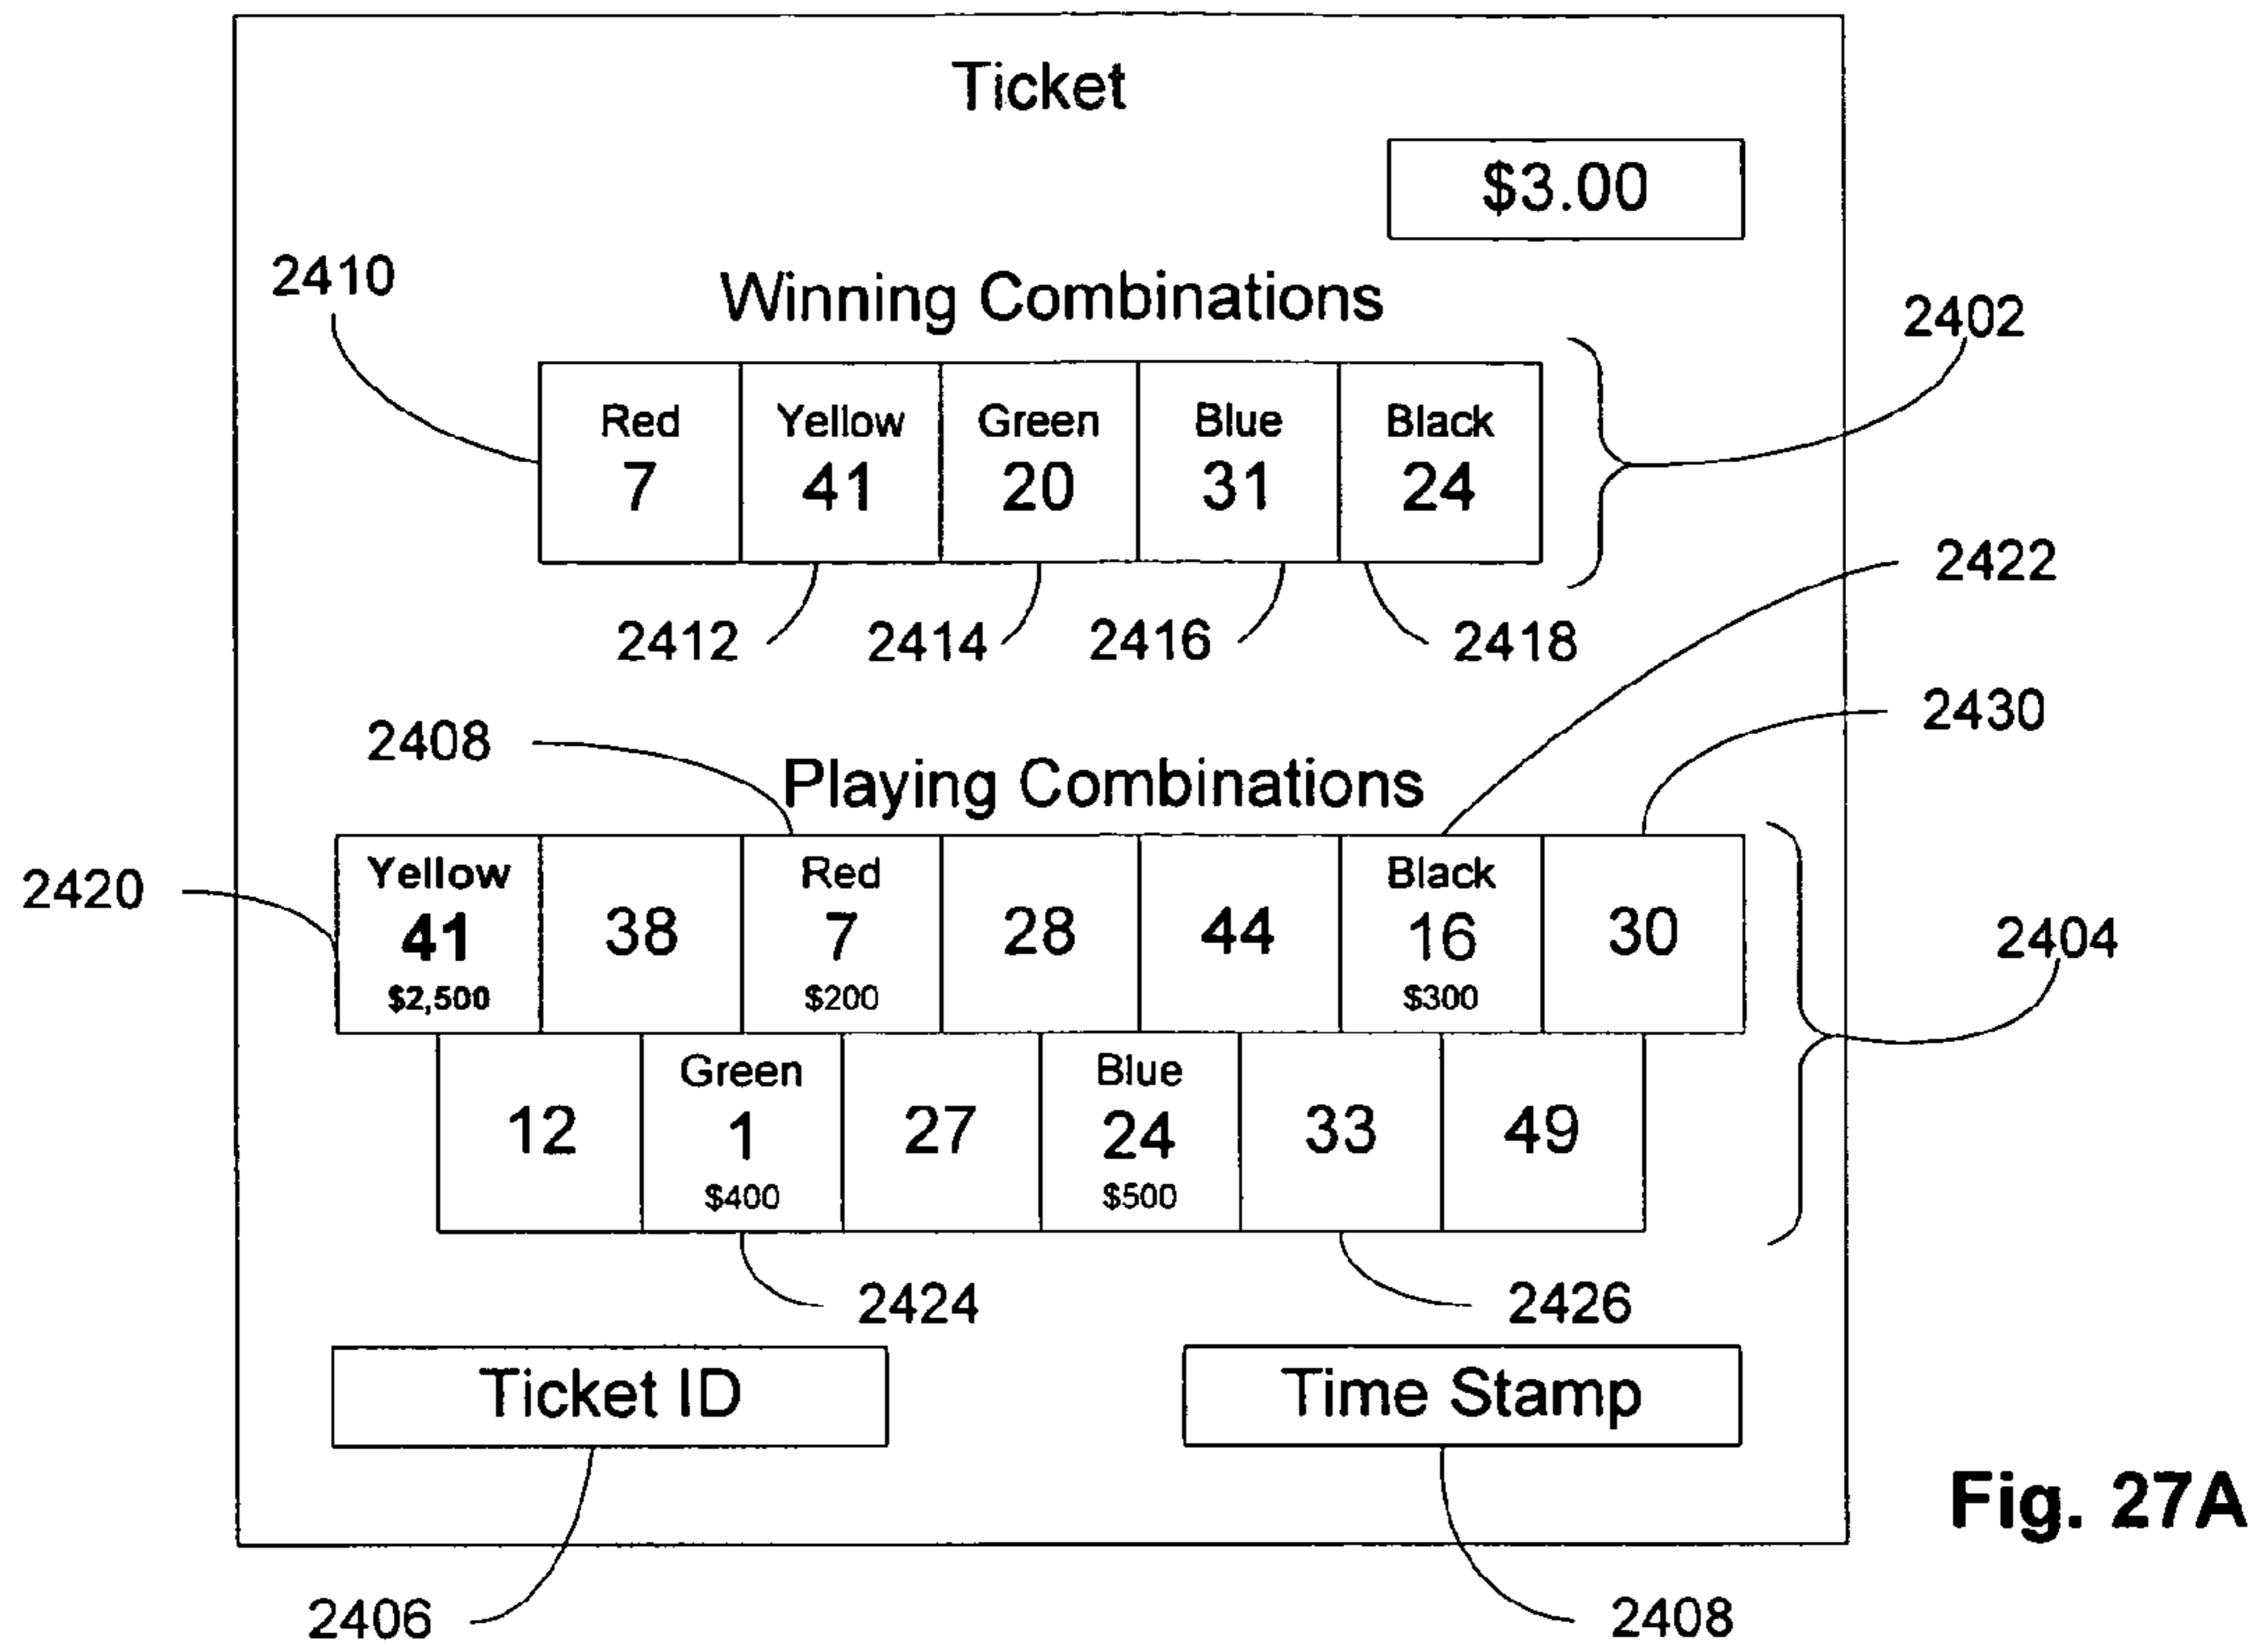 Ticket
$3.00
2410
Winning Combinations
2402
Red Yellow Green Blue Black
7 41 20 31 24
2422
2412 2414 2416 2418
2430
2408
Playing Combinations
2420
Yellow Red Black
41 38 7 28 44 16 30
$2,500 $200 $300
2404
Green Blue
12 1 27 24 33 49
$400 $500
2424 2426
Ticket ID Time Stamp
Fig. 27A
2406 2408